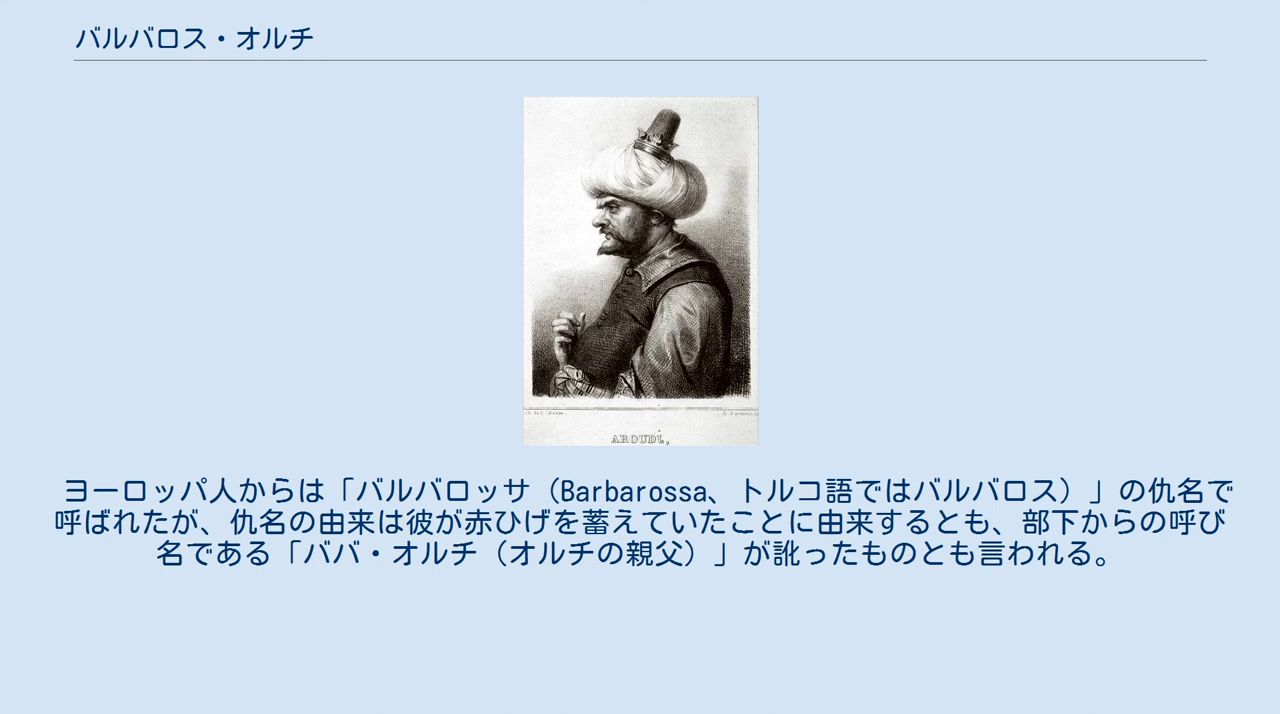 バルバロス・オルチ
AROUDJ,
ヨーロッパ人からは「バルバロッサ（Barbarossa、トルコ語ではバルバロス）」の仇名で
呼ばれたが、仇名の由来は彼が赤ひげを蓄えていたことに由来するとも、部下からの呼び
名である「ババ・オルチ（オルチの親父）」が訛ったものとも言われる。